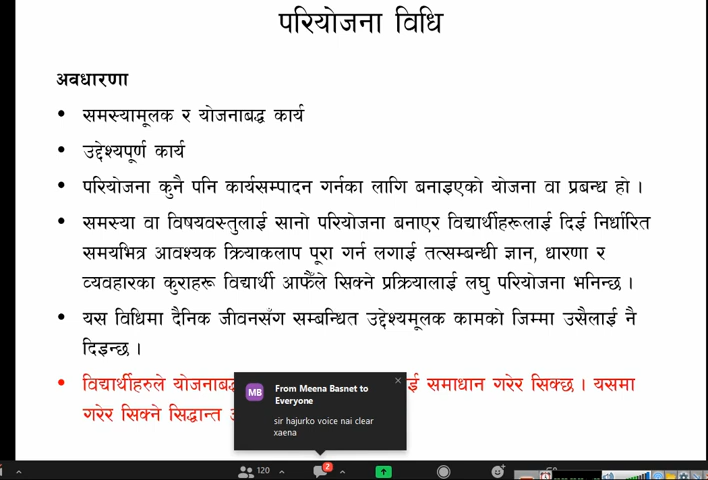 परियोजना विधि
अवधारणा
• समस्यामूलक र योजनाबद्ध कार्य
• उद्देश्यपूर्ण कार्य
• परियोजना कुनै पनि कार्यसम्पादन गर्नका लागि बनाइएको योजना वा प्रबन्ध हो ।
• समस्या वा विषयवस्तुलाई सानो परियोजना बनाएर विद्यार्थीहरूलाई दिई निर्धारित
समयभित्र आवश्यक क्रियाकलाप पूरा गर्न लगाई तत्सम्बन्धी ज्ञान, धारणा र
व्यवहारका कुराहरू विद्यार्थी आफैँले सिक्ने प्रक्रियालाई लघु परियोजना भनिन्छ ।
• यस विधिमा दैनिक जीवनसँग सम्बन्धित उद्देश्यमूलक कामको जिम्मा उसैलाई नै
दिइन्छ ।
• विद्यार्थीहरुले समाधान गरेर सिक्छ । यसमा
गरेर सिक्ने सिद्धान्त
MB
From Meena Basnet to
Everyone
sir hajurko voice nai clear
xaena
120
2